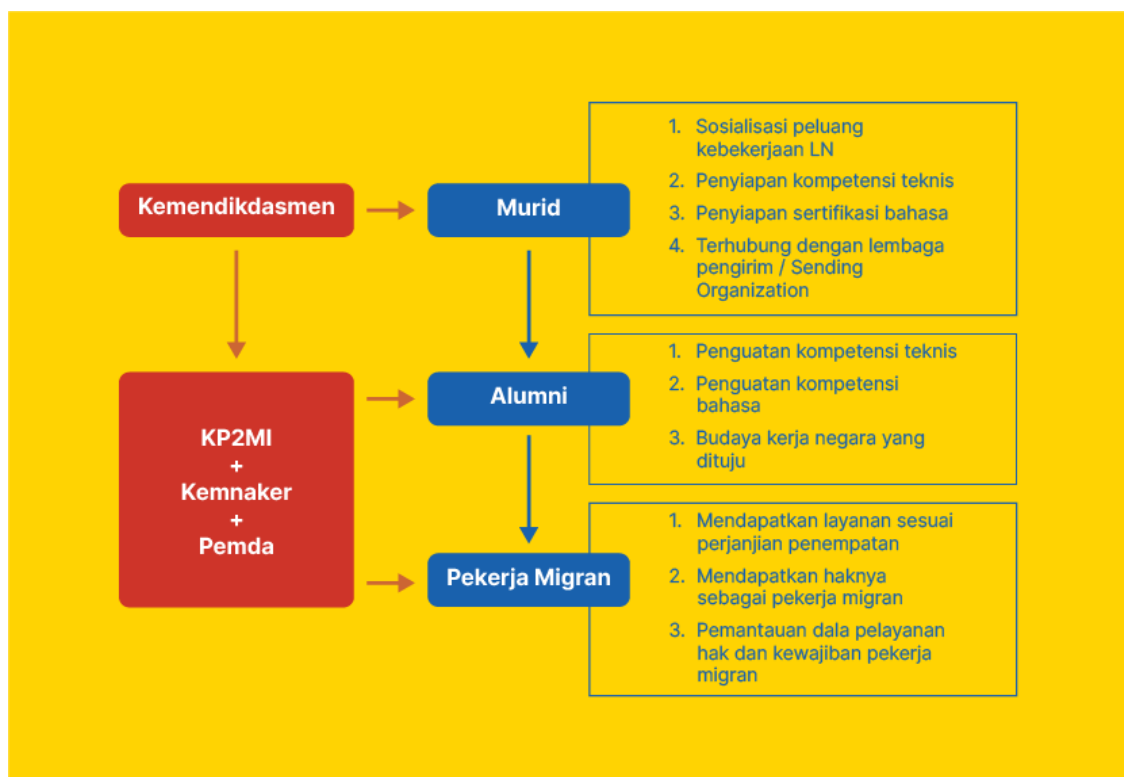 Kemendikdasmen
Murid
1. Sosialisasi peluang
kebekerjaan LN
2. Penyiapan kompetensi teknis
3. Penyiapan sertifikasi bahasa
4. Terhubung dengan lembaga
pengirim / Sending
Organization
KP2MI
+
Kemnaker
+
Pemda
Alumni
1. Penguatan kompetensi teknis
2. Penguatan kompetensi
bahasa
3. Budaya kerja negara yang
dituju
Pekerja Migran
1. Mendapatkan layanan sesuai
perjanjian penempatan
2. Mendapatkan haknya
sebagai pekerja migran
3. Pemantauan dala pelayanan
hak dan kewajiban pekerja
migran